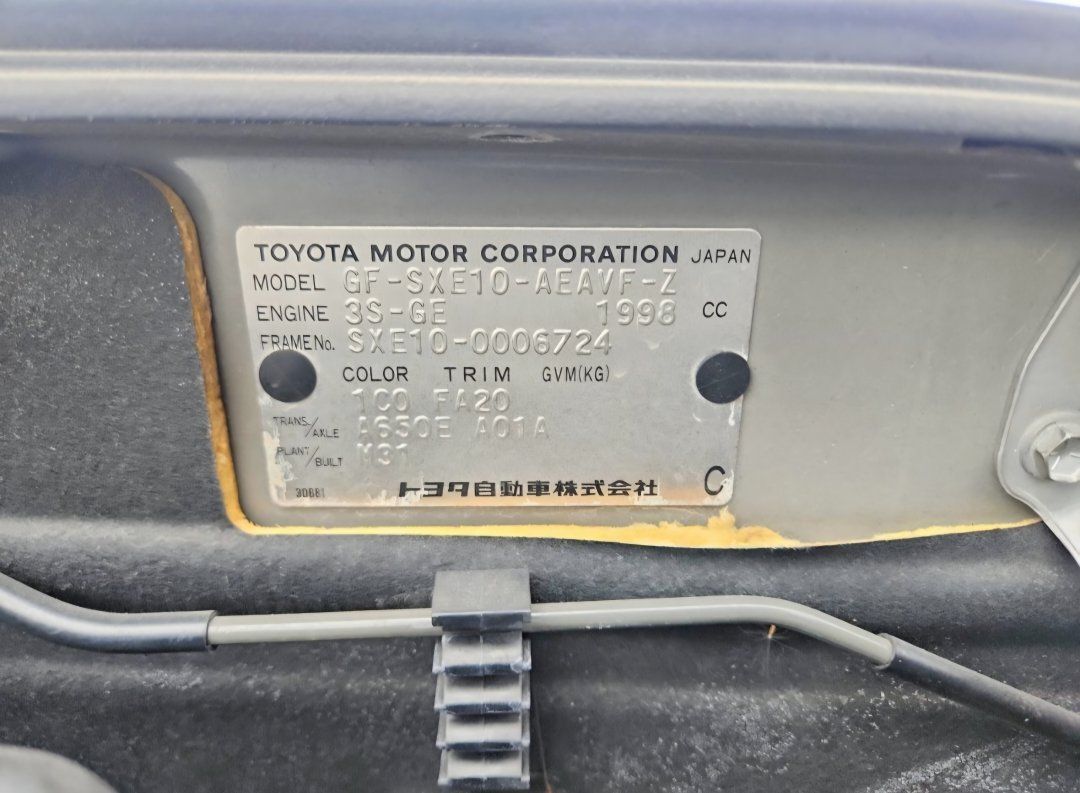 TOYOTA MOTOR CORPORATION JAPAN
MODEL GF-SXE10-AEAVF-Z
ENGINE 3S-GE 1998 CC
FRAME No. SXE10-0006724
COLOR TRIM GVM(KG)
1C0 FA20
TRANS/AXLE A650E A01A
PLANT/BUILT M31
30881 トヨタ自動車株式会社 C